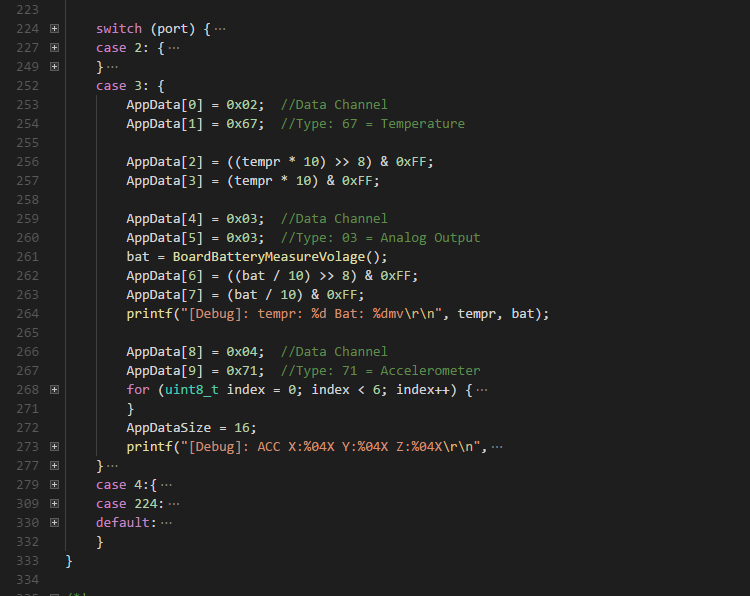 223
224 switch (port) { ···
227 case 2: { ···
249 } ···
252 case 3: {
253 AppData[0] = 0x02;  //Data Channel
254 AppData[1] = 0x67;  //Type: 67 = Temperature
255
256 AppData[2] = ((tempr * 10) >> 8) & 0xFF;
257 AppData[3] = (tempr * 10) & 0xFF;
258
259 AppData[4] = 0x03;  //Data Channel
260 AppData[5] = 0x03;  //Type: 03 = Analog Output
261 bat = BoardBatteryMeasureVolage();
262 AppData[6] = ((bat / 10) >> 8) & 0xFF;
263 AppData[7] = (bat / 10) & 0xFF;
264 printf("[Debug]: tempr: %d Bat: %dmv\r\n", tempr, bat);
265
266 AppData[8] = 0x04;  //Data Channel
267 AppData[9] = 0x71;  //Type: 71 = Accelerometer
268 for (uint8_t index = 0; index < 6; index++) { ···
271 }
272 AppDataSize = 16;
273 printf("[Debug]: ACC X:%04X Y:%04X Z:%04X\r\n", ···
277 } ···
279 case 4:{ ···
309 case 224: ···
330 default: ···
332 }
333 }
334